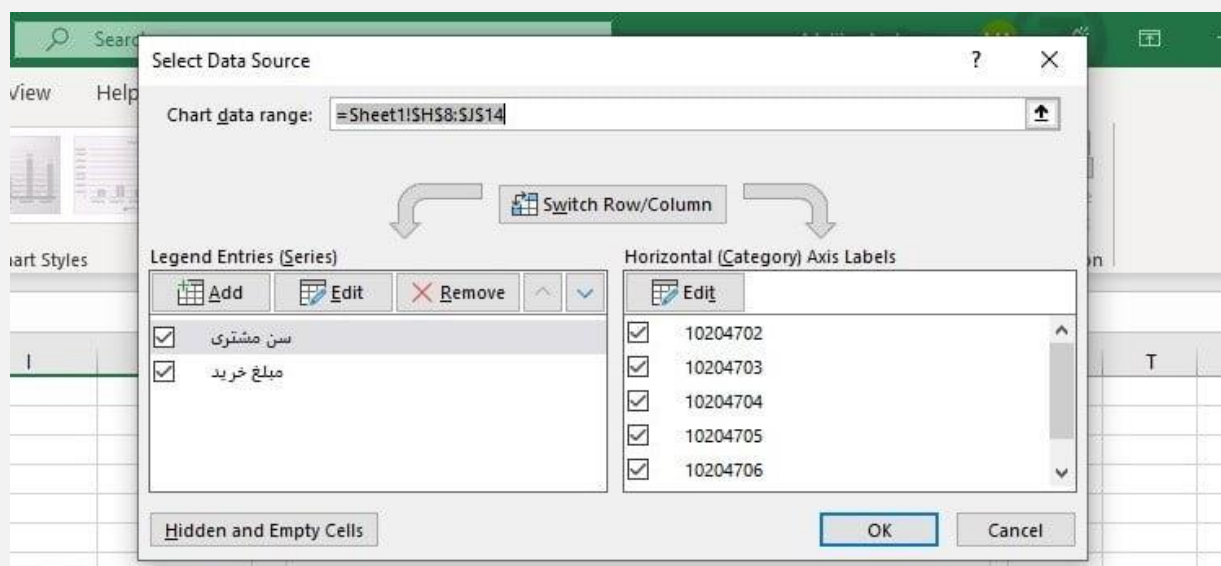 Search
View Help
Select Data Source ?
Chart data range: =Sheet1!$H$8:$J$14
Switch Row/Column
Legend Entries (Series)
Add Edit Remove
سن مشتری
مبلغ خرید
Horizontal (Category) Axis Labels
Edit
10204702
10204703
10204704
10204705
10204706
Hidden and Empty Cells
OK Cancel
Styles
I
T